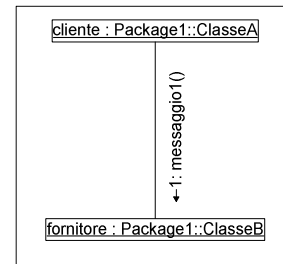 cliente : Package1::ClasseA
1: messaggio1()
fornitore : Package1::ClasseB